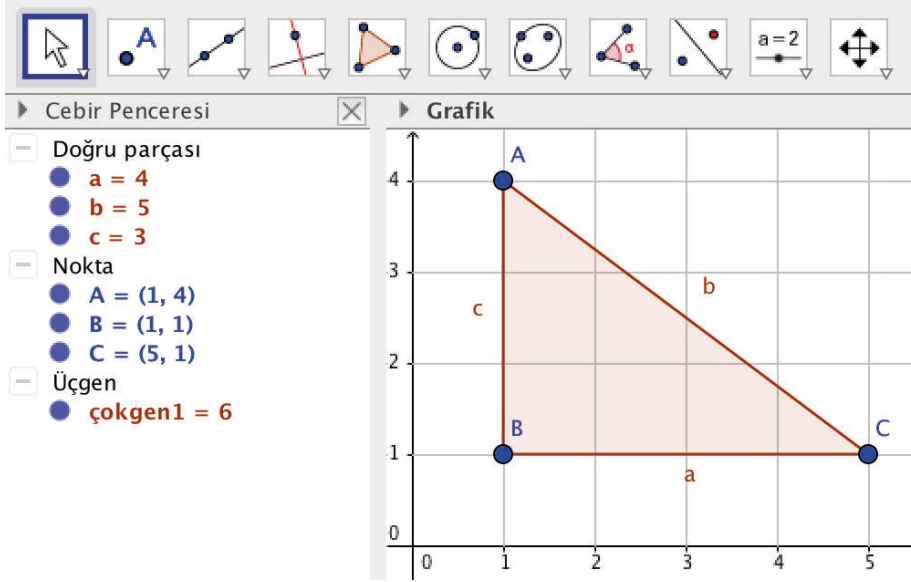 A
α
a=2
Cebir Penceresi
Grafik
Doğru parçası
a = 4
b = 5
c = 3
Nokta
A = (1, 4)
B = (1, 1)
C = (5, 1)
Üçgen
çokgen1 = 6
A
4
3
b
c
2
B
C
1
a
0
0 1 2 3 4 5